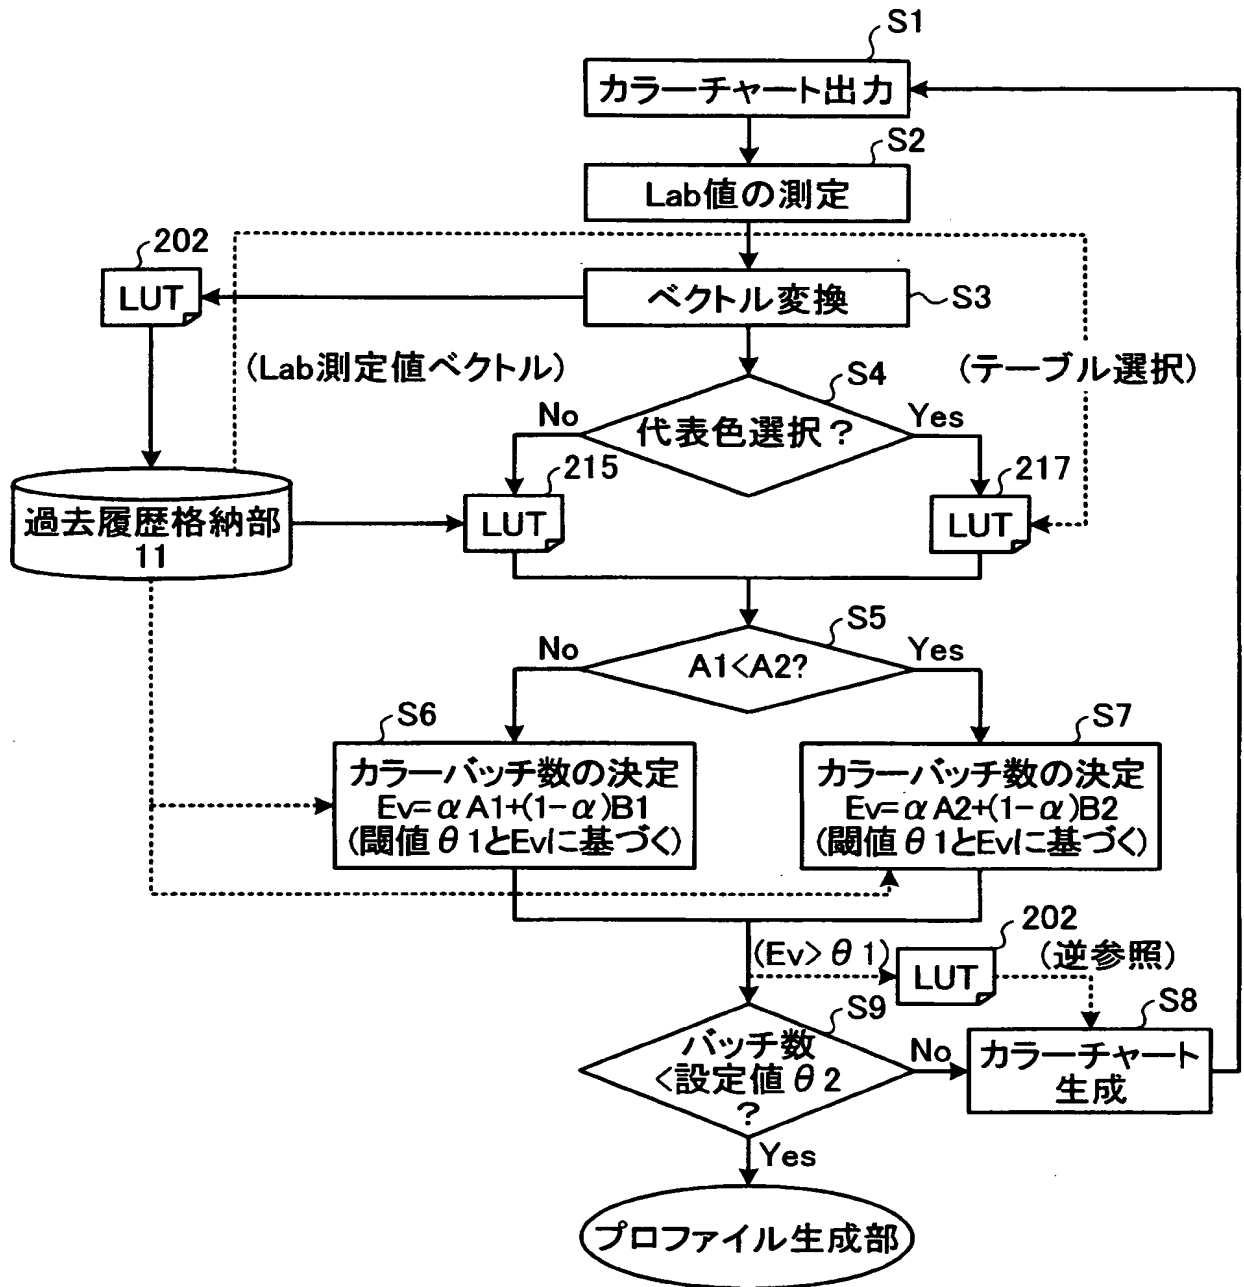 S1
カラーチャート出力
S2
Lab値の測定
202
LUT
ベクトル変換
S3
(Lab測定値ベクトル)
(テーブル選択)
S4
No
代表色選択？
Yes
215
217
過去履歴格納部
11
LUT
LUT
S5
No
A1<A2?
Yes
S6
S7
カラーバッチ数の決定
Ev=αA1+(1-α)B1
(閾値θ1とEvに基づく)
カラーバッチ数の決定
Ev=αA2+(1-α)B2
(閾値θ1とEvに基づく)
(Ev>θ1)
202
LUT
(逆参照)
S9
S8
バッチ数
<設定値θ2
？
No
カラーチャート
生成
Yes
プロファイル生成部